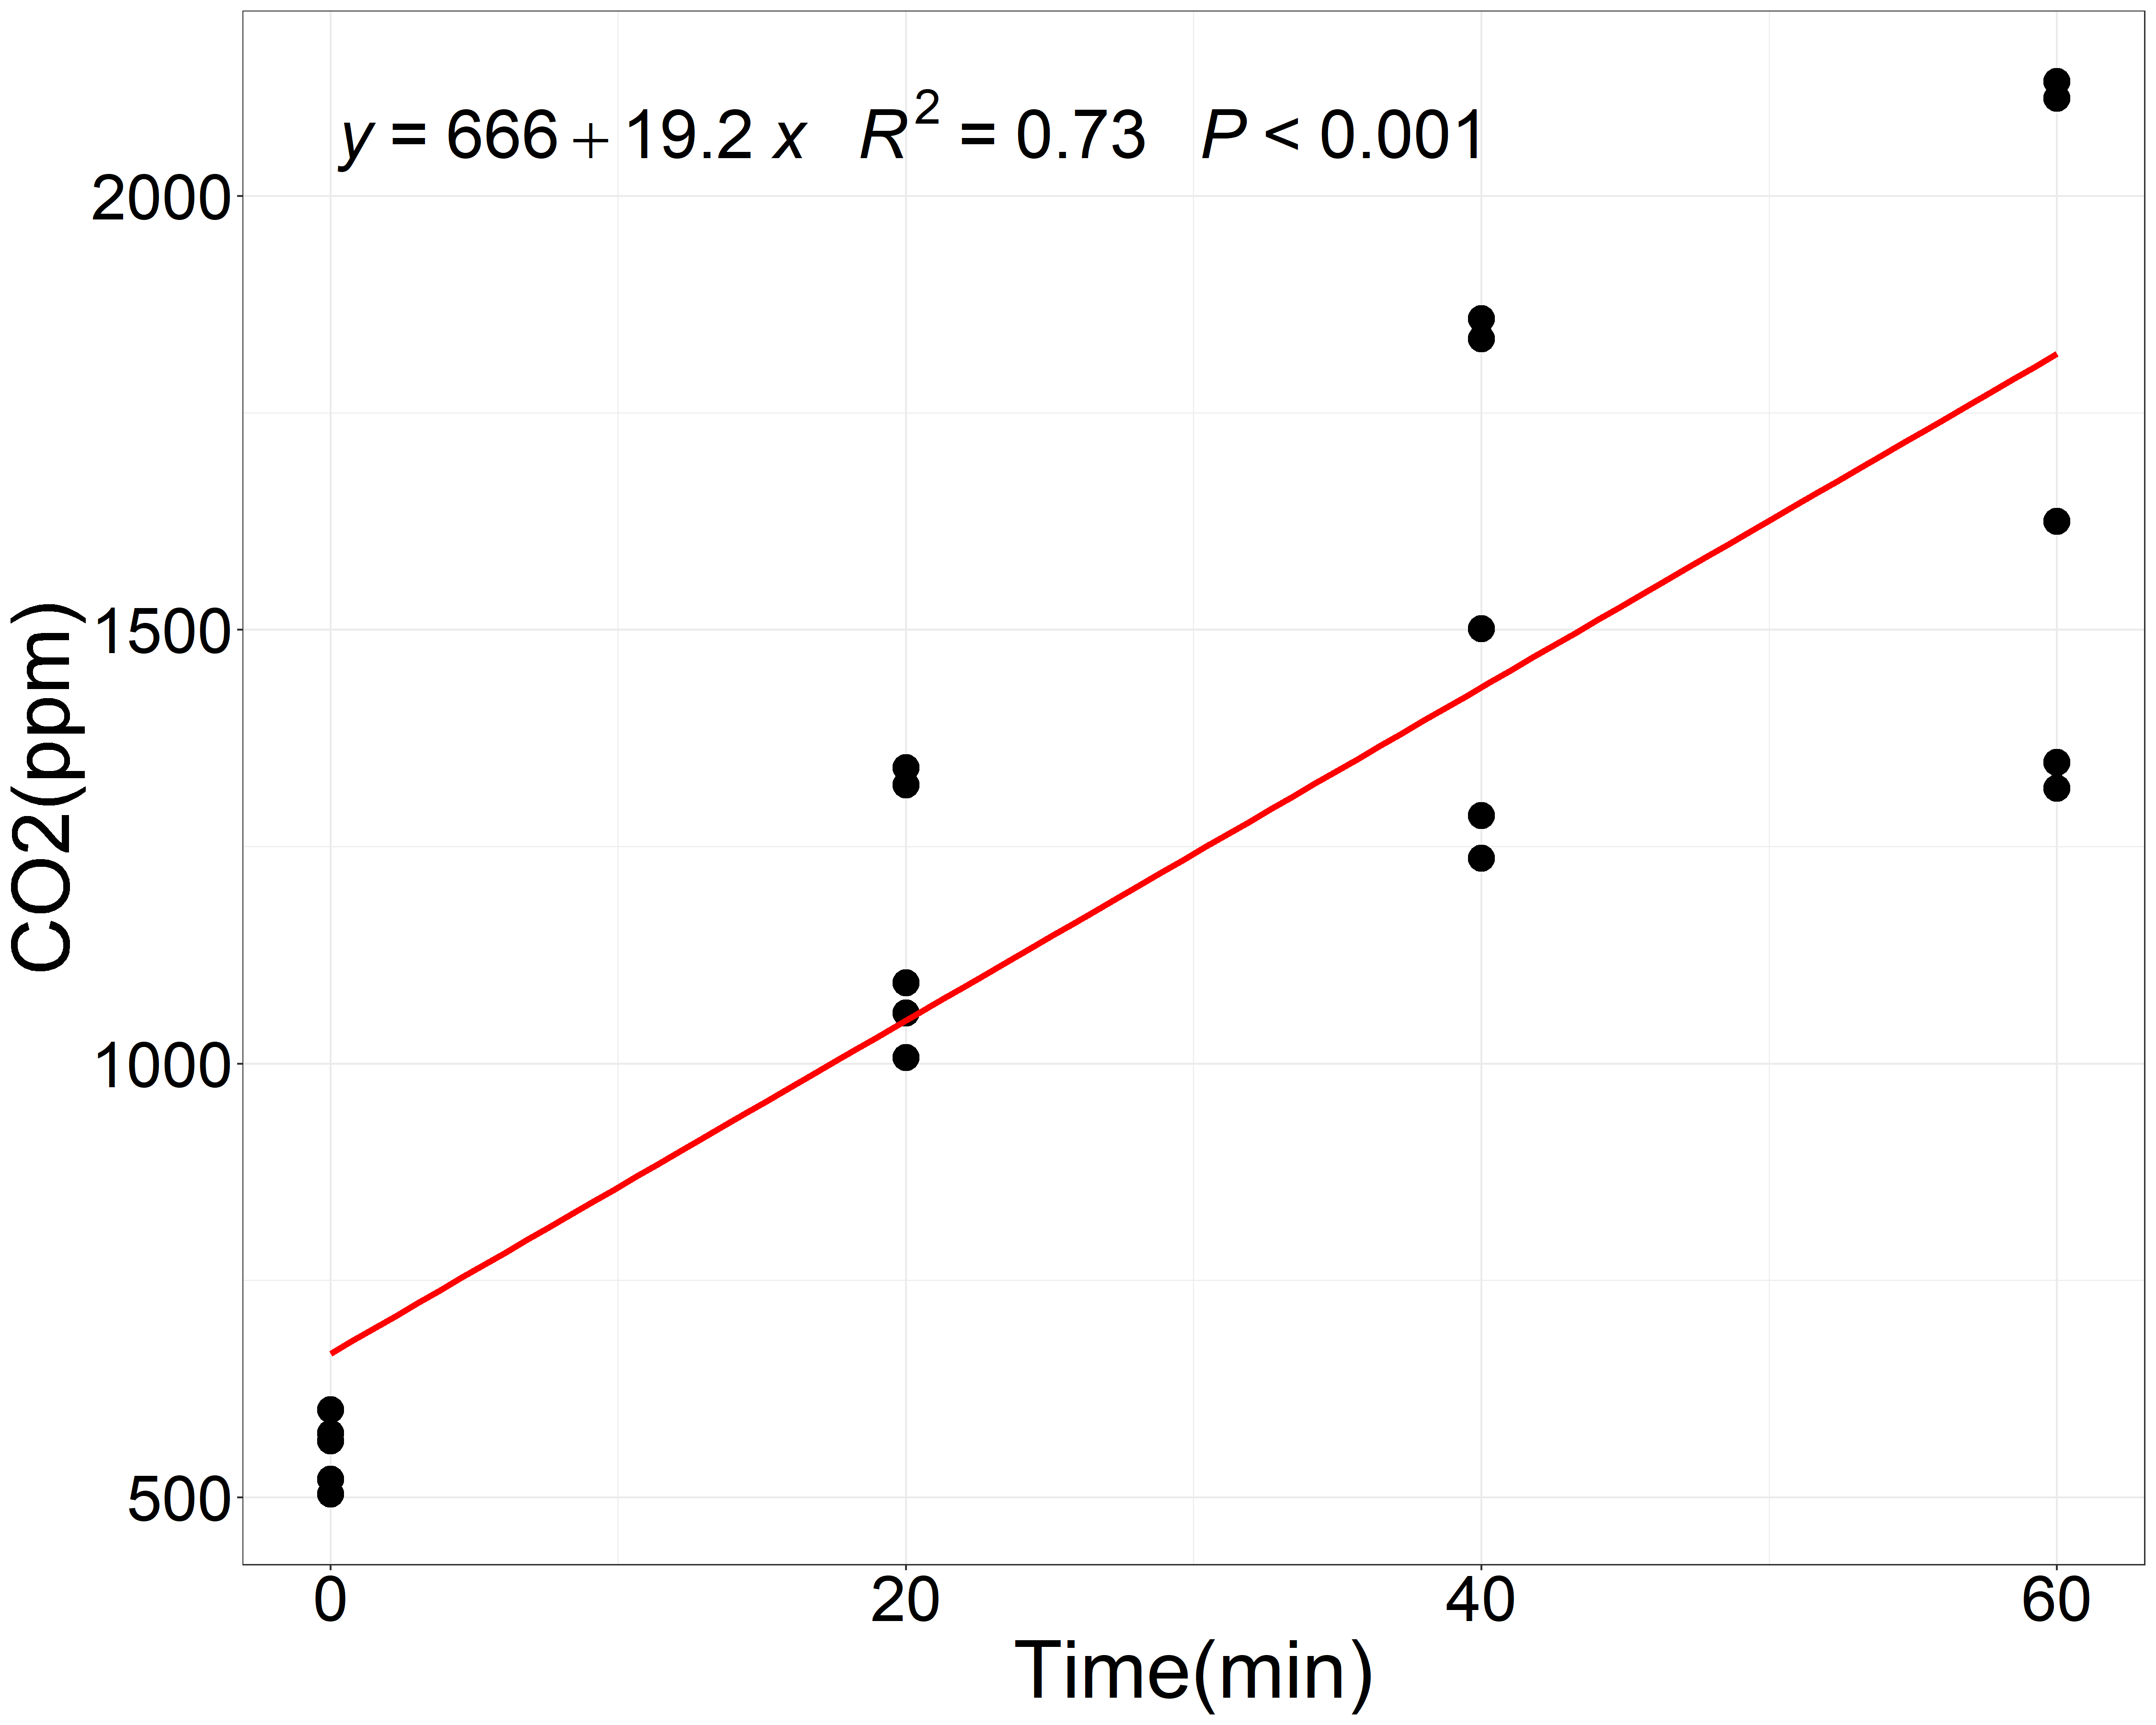 y = 666 + 19.2 x R² = 0.73 P < 0.001
2000
1500
1000
500
CO2(ppm)
0 20 40 60
Time(min)